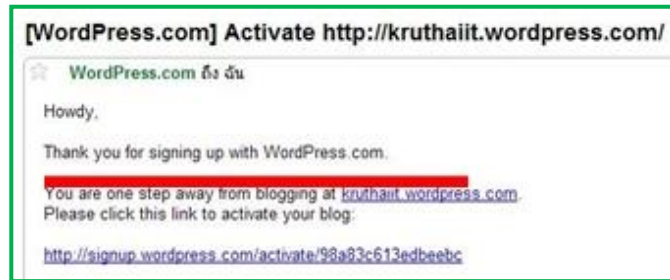 [WordPress.com] Activate http://kruthaiit.wordpress.com/
WordPress.com ถึง ฉัน
Howdy,
Thank you for signing up with WordPress.com.
You are one step away from blogging at kruthaiit.wordpress.com.
Please click this link to activate your blog:
http://signup.wordpress.com/activate/98a83c613edbeebc